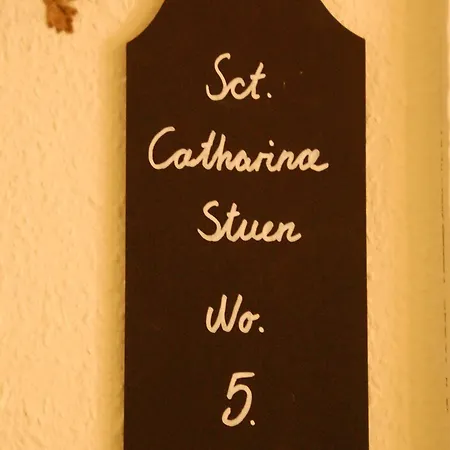 Sct.
Catharinæ
Stuen
No.
5.